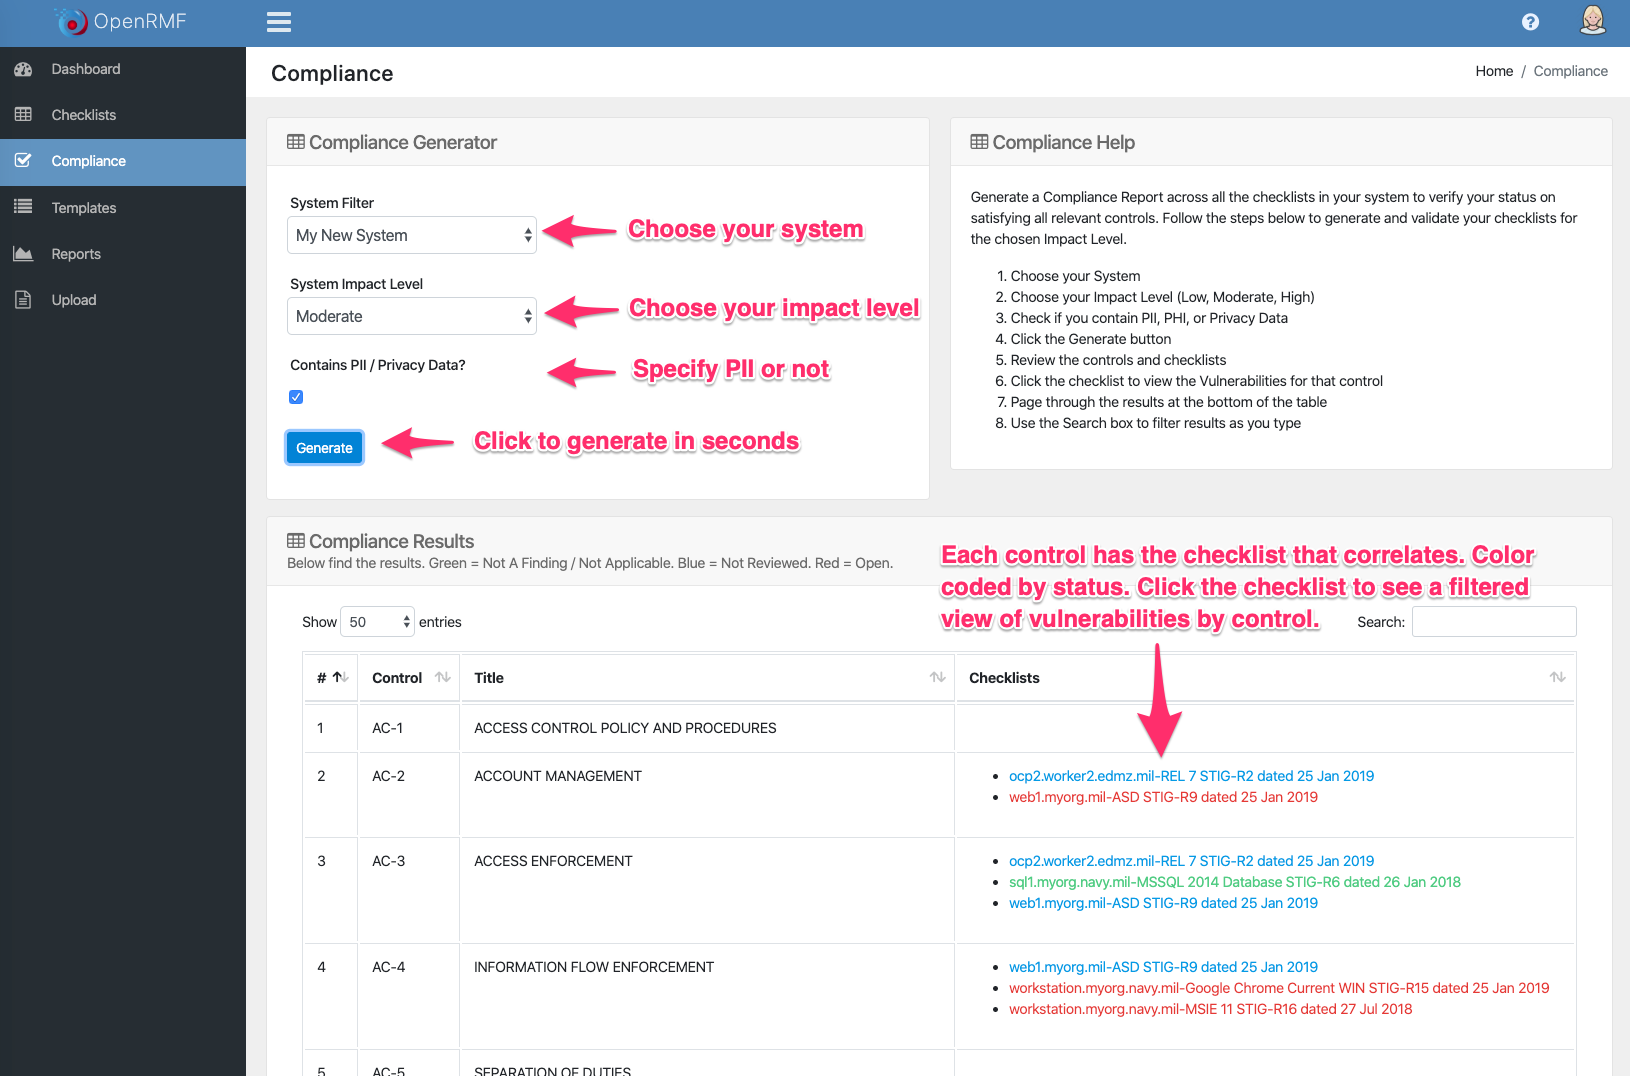 OpenRMF
Dashboard
Checklists
Compliance
Templates
Reports
Upload
Compliance
Home / Compliance
Compliance Generator
System Filter
My New System
Choose your system
System Impact Level
Moderate
Choose your impact level
Contains PII / Privacy Data?
Specify PII or not
Generate
Click to generate in seconds
Compliance Help
Generate a Compliance Report across all the checklists in your system to verify your status on
satisfying all relevant controls. Follow the steps below to generate and validate your checklists for
the chosen Impact Level.
1. Choose your System
2. Choose your Impact Level (Low, Moderate, High)
3. Check if you contain PII, PHI, or Privacy Data
4. Click the Generate button
5. Review the controls and checklists
6. Click the checklist to view the Vulnerabilities for that control
7. Page through the results at the bottom of the table
8. Use the Search box to filter results as you type
Compliance Results
Below find the results. Green = Not A Finding / Not Applicable. Blue = Not Reviewed. Red = Open.
Each control has the checklist that correlates. Color
coded by status. Click the checklist to see a filtered
view of vulnerabilities by control.
Show 50 entries
Search:
# Control Title Checklists
1 AC-1 ACCESS CONTROL POLICY AND PROCEDURES
2 AC-2 ACCOUNT MANAGEMENT
ocp2.worker2.edmz.mil-REL 7 STIG-R2 dated 25 Jan 2019
web1.myorg.mil-ASD STIG-R9 dated 25 Jan 2019
3 AC-3 ACCESS ENFORCEMENT
ocp2.worker2.edmz.mil-REL 7 STIG-R2 dated 25 Jan 2019
sql1.myorg.navy.mil-MSSQL 2014 Database STIG-R6 dated 26 Jan 2018
web1.myorg.mil-ASD STIG-R9 dated 25 Jan 2019
4 AC-4 INFORMATION FLOW ENFORCEMENT
web1.myorg.mil-ASD STIG-R9 dated 25 Jan 2019
workstation.myorg.navy.mil-Google Chrome Current WIN STIG-R15 dated 25 Jan 2019
workstation.myorg.navy.mil-MSIE 11 STIG-R16 dated 27 Jul 2018
5 AC-5 SEPARATION OF DUTIES